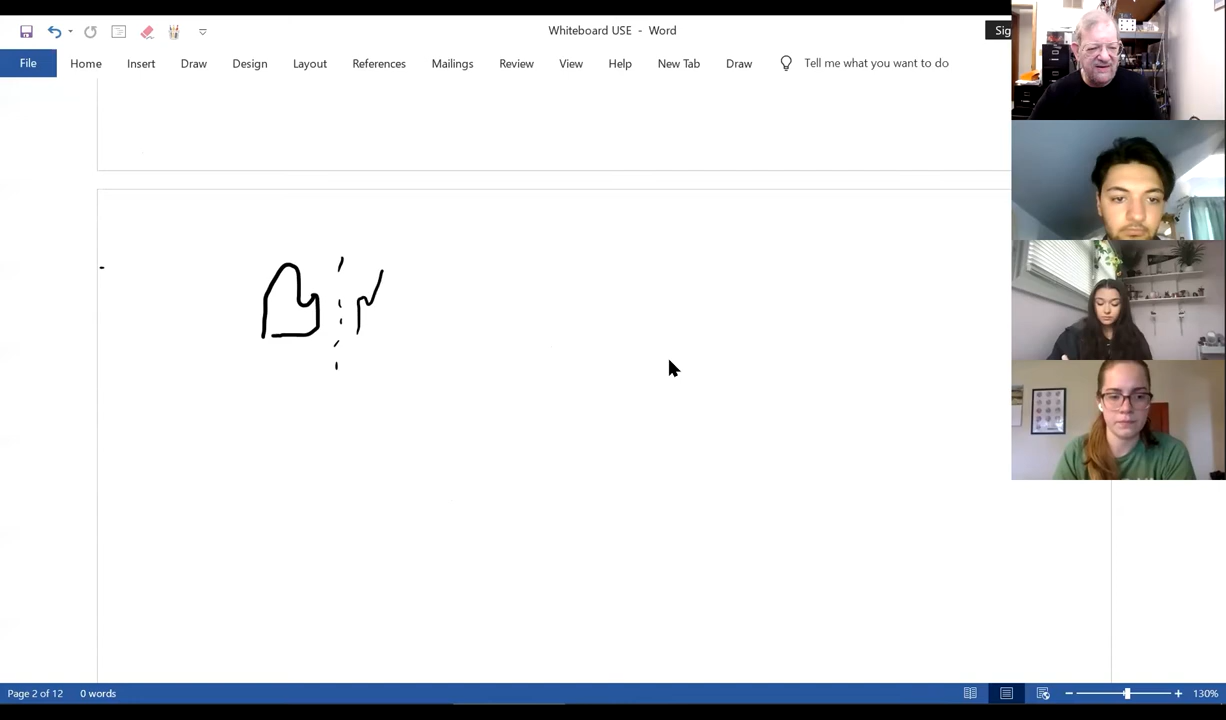 Whiteboard USE - Word
File Home Insert Draw Design Layout References Mailings Review View Help New Tab Draw Tell me what you want to do
Page 2 of 12 0 words 130%